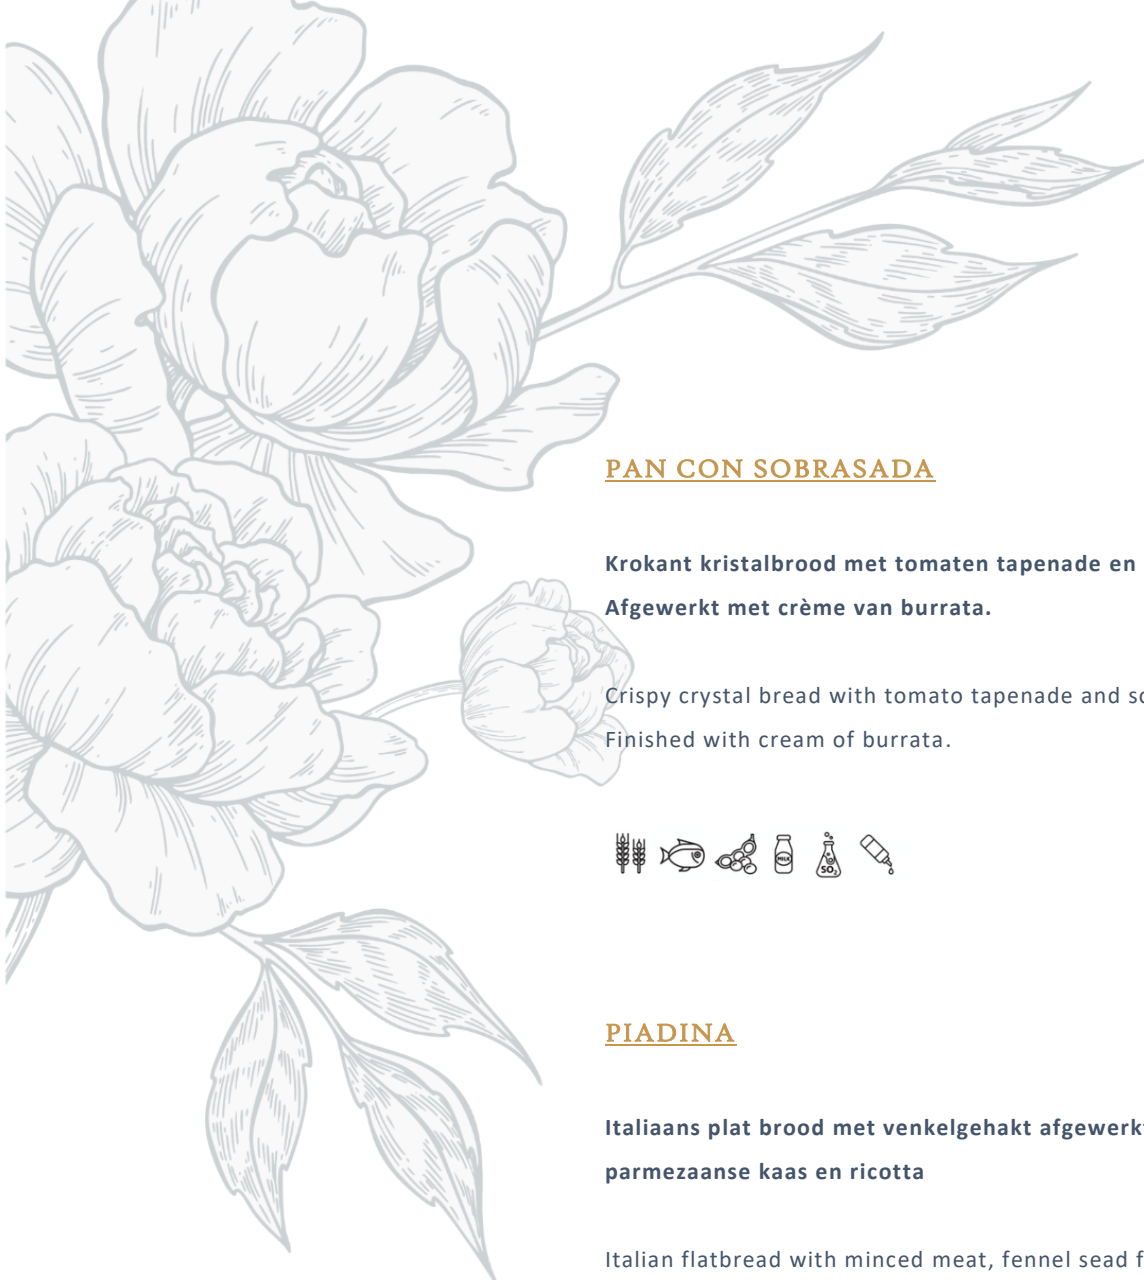 PAN CON SOBRASADA
Krokant kristalbrood met tomaten tapenade en
Afgewerkt met crème van burrata.
Crispy crystal bread with tomato tapenade and
Finished with cream of burrata.
MILK
SO2
PIADINA
Italiaans plat brood met venkelgehakt
parmezaanse kaas en ricotta
Italian flatbread with minced meat, fennel sead